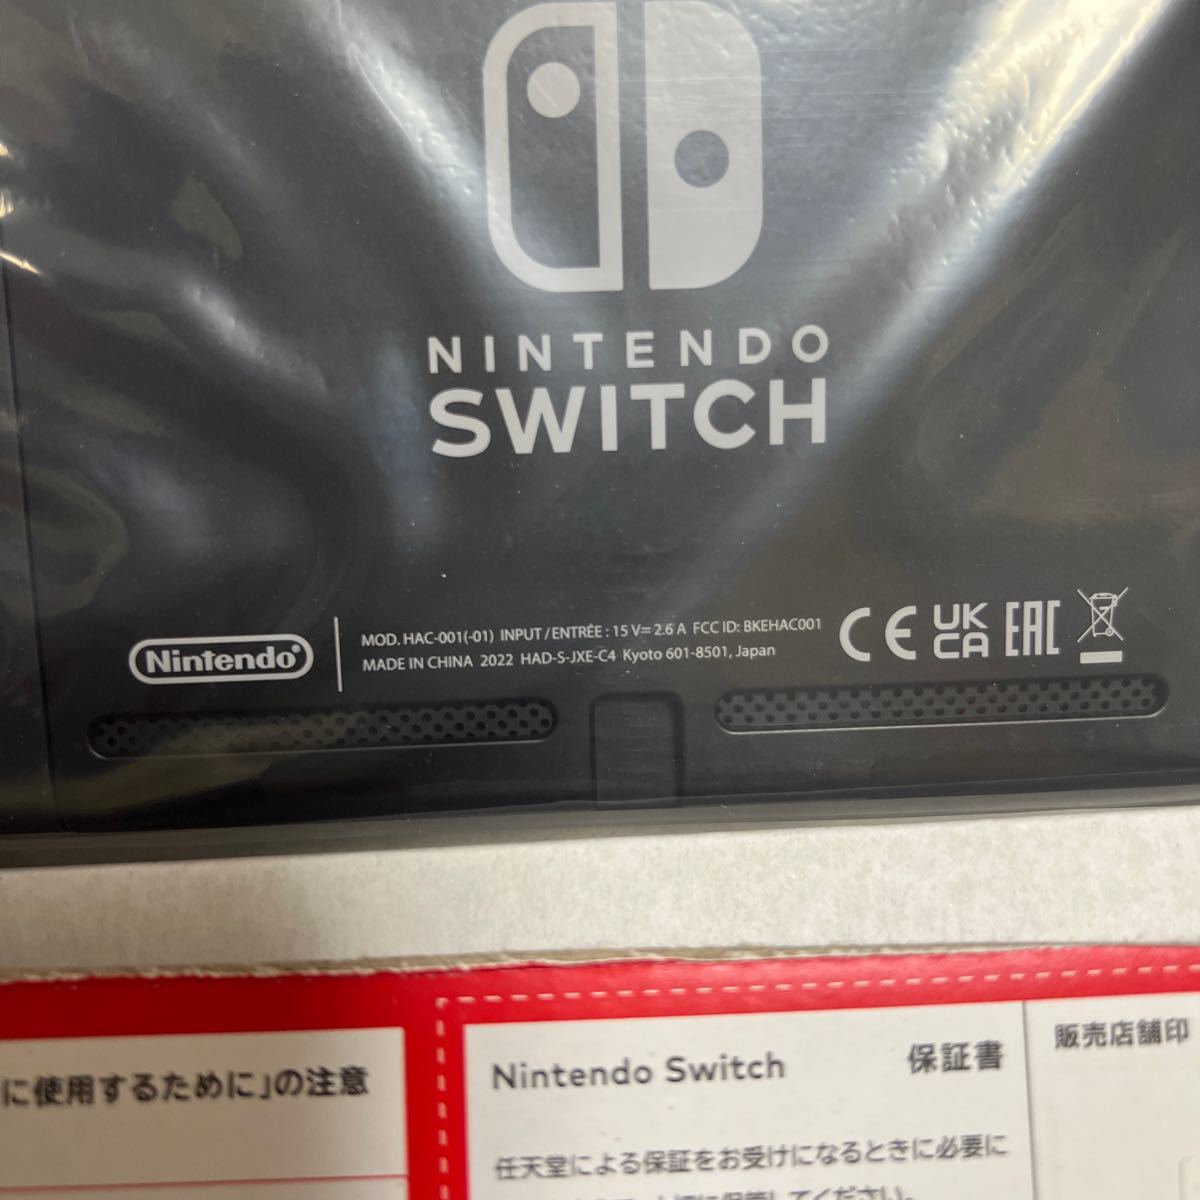 NINTENDO
SWITCH
Nintendo®
MOD. HAC-001(-01) INPUT/ENTRÉE : 15 V⎓ 2.6 A FCC ID: BKEHAC001
MADE IN CHINA 2022 HAD-S-JXE-C4 Kyoto 601-8501, Japan
CE UK CA EAC
に使用するために」の注意
Nintendo Switch 保証書
販売店舗印
任天堂による保証をお受けになるときに必要に